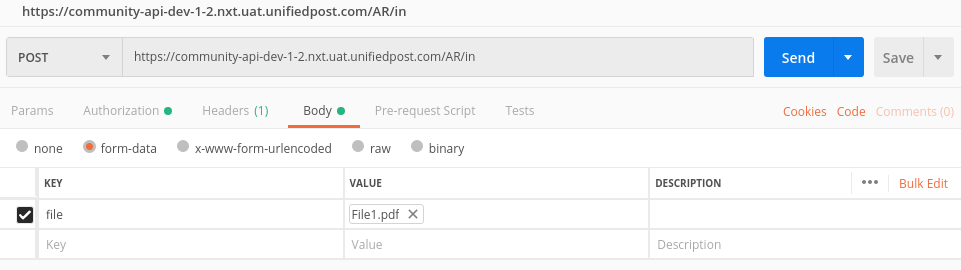 https://community-api-dev-1-2.nxt.uat.unifiedpost.com/AR/in
POST https://community-api-dev-1-2.nxt.uat.unifiedpost.com/AR/in Send Save
Params Authorization Headers (1) Body Pre-request Script Tests Cookies Code Comments (0)
none form-data x-www-form-urlencoded raw binary
KEY VALUE DESCRIPTION ••• Bulk Edit
file File1.pdf ✕
Key Value Description